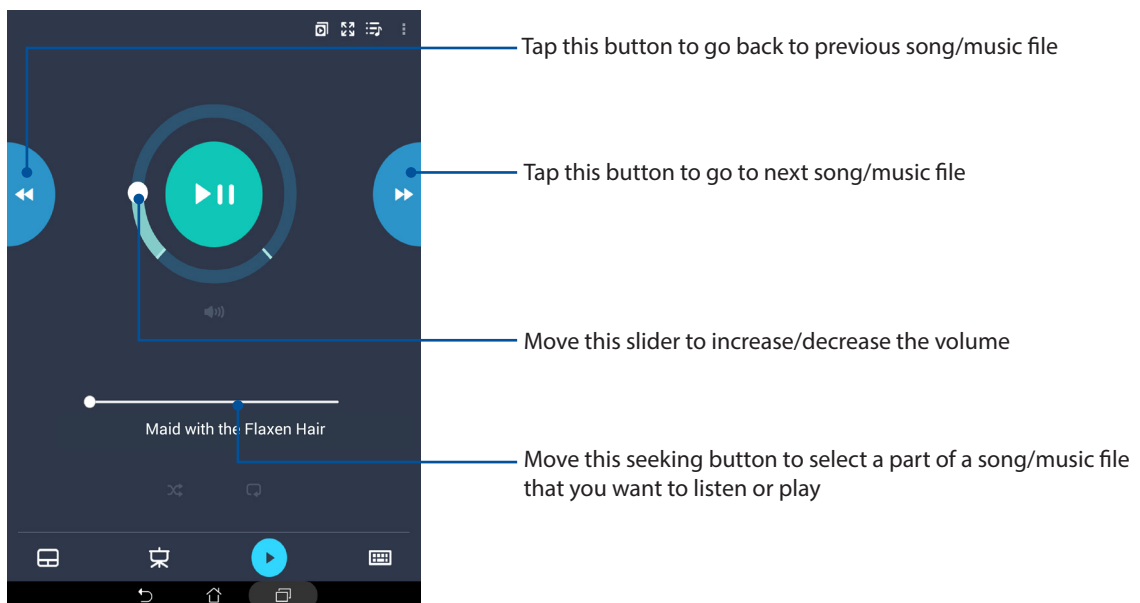 Tap this button to go back to previous song/music file
Tap this button to go to next song/music file
Move this slider to increase/decrease the volume
Maid with the Flaxen Hair
Move this seeking button to select a part of a song/music file
that you want to listen or play